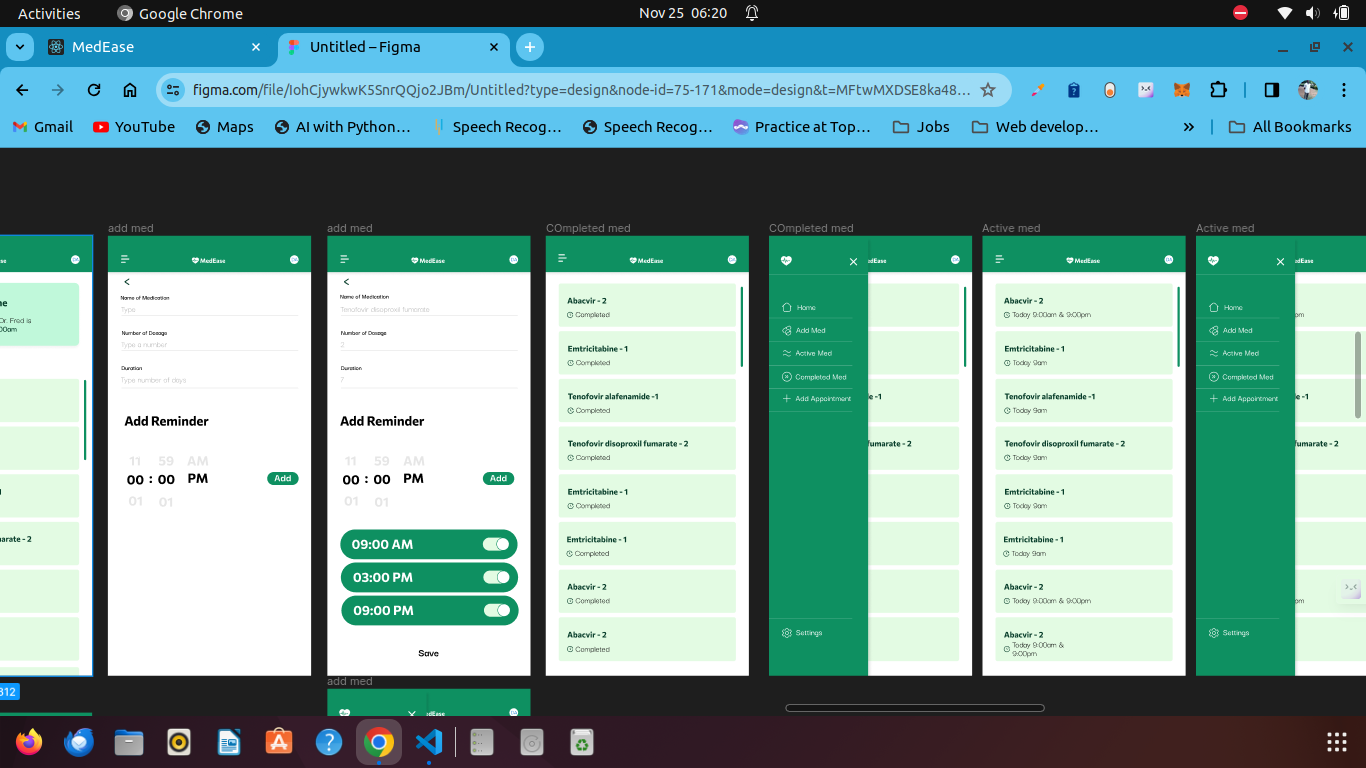 Activities
Google Chrome
Nov 25 06:20
MedEase
Untitled – Figma
figma.com/file/IohCjywkwK5SnrQQjo2JBm/Untitled?type=design&node-id=75-171&mode=design&t=MFtwMXDSE8ka48...
Gmail
YouTube
Maps
AI with Python...
Speech Recog...
Speech Recog...
Practice at Top...
Jobs
Web develop...
»
All Bookmarks
Dr. Fred is
00am
arate - 2
312
add med
MedEase
<
Name of Medication
Type
Number of Dosage
Type a number
Duration
Type number of days
Add Reminder
11 59 AM
00 : 00 PM
01 01
Add
add med
MedEase
<
Name of Medication
Tenofovir disoproxil fumarate
Number of Dosage
2
Duration
7
Add Reminder
11 59 AM
00 : 00 PM
01 01
Add
09:00 AM
03:00 PM
09:00 PM
Save
add med
dEase
COmpleted med
MedEase
Abacvir - 2
Completed
Emtricitabine - 1
Completed
Tenofovir alafenamide -1
Completed
Tenofovir disoproxil fumarate - 2
Completed
Emtricitabine - 1
Completed
Emtricitabine - 1
Completed
Abacvir - 2
Completed
Abacvir - 2
Completed
COmpleted med
dEase
Home
Add Med
Active Med
Completed Med
Add Appointment
Settings
e -1
fumarate - 2
Active med
MedEase
Abacvir - 2
Today 9:00am & 9:00pm
Emtricitabine - 1
Today 9am
Tenofovir alafenamide -1
Today 9am
Tenofovir disoproxil fumarate - 2
Today 9am
Emtricitabine - 1
Today 9am
Emtricitabine - 1
Today 9am
Abacvir - 2
Today 9:00am & 9:00pm
Abacvir - 2
Today 9:00am &
9:00pm
Active med
dEase
Home
Add Med
Active Med
Completed Med
Add Appointment
Settings
pm
e -1
fumarate - 2
pm